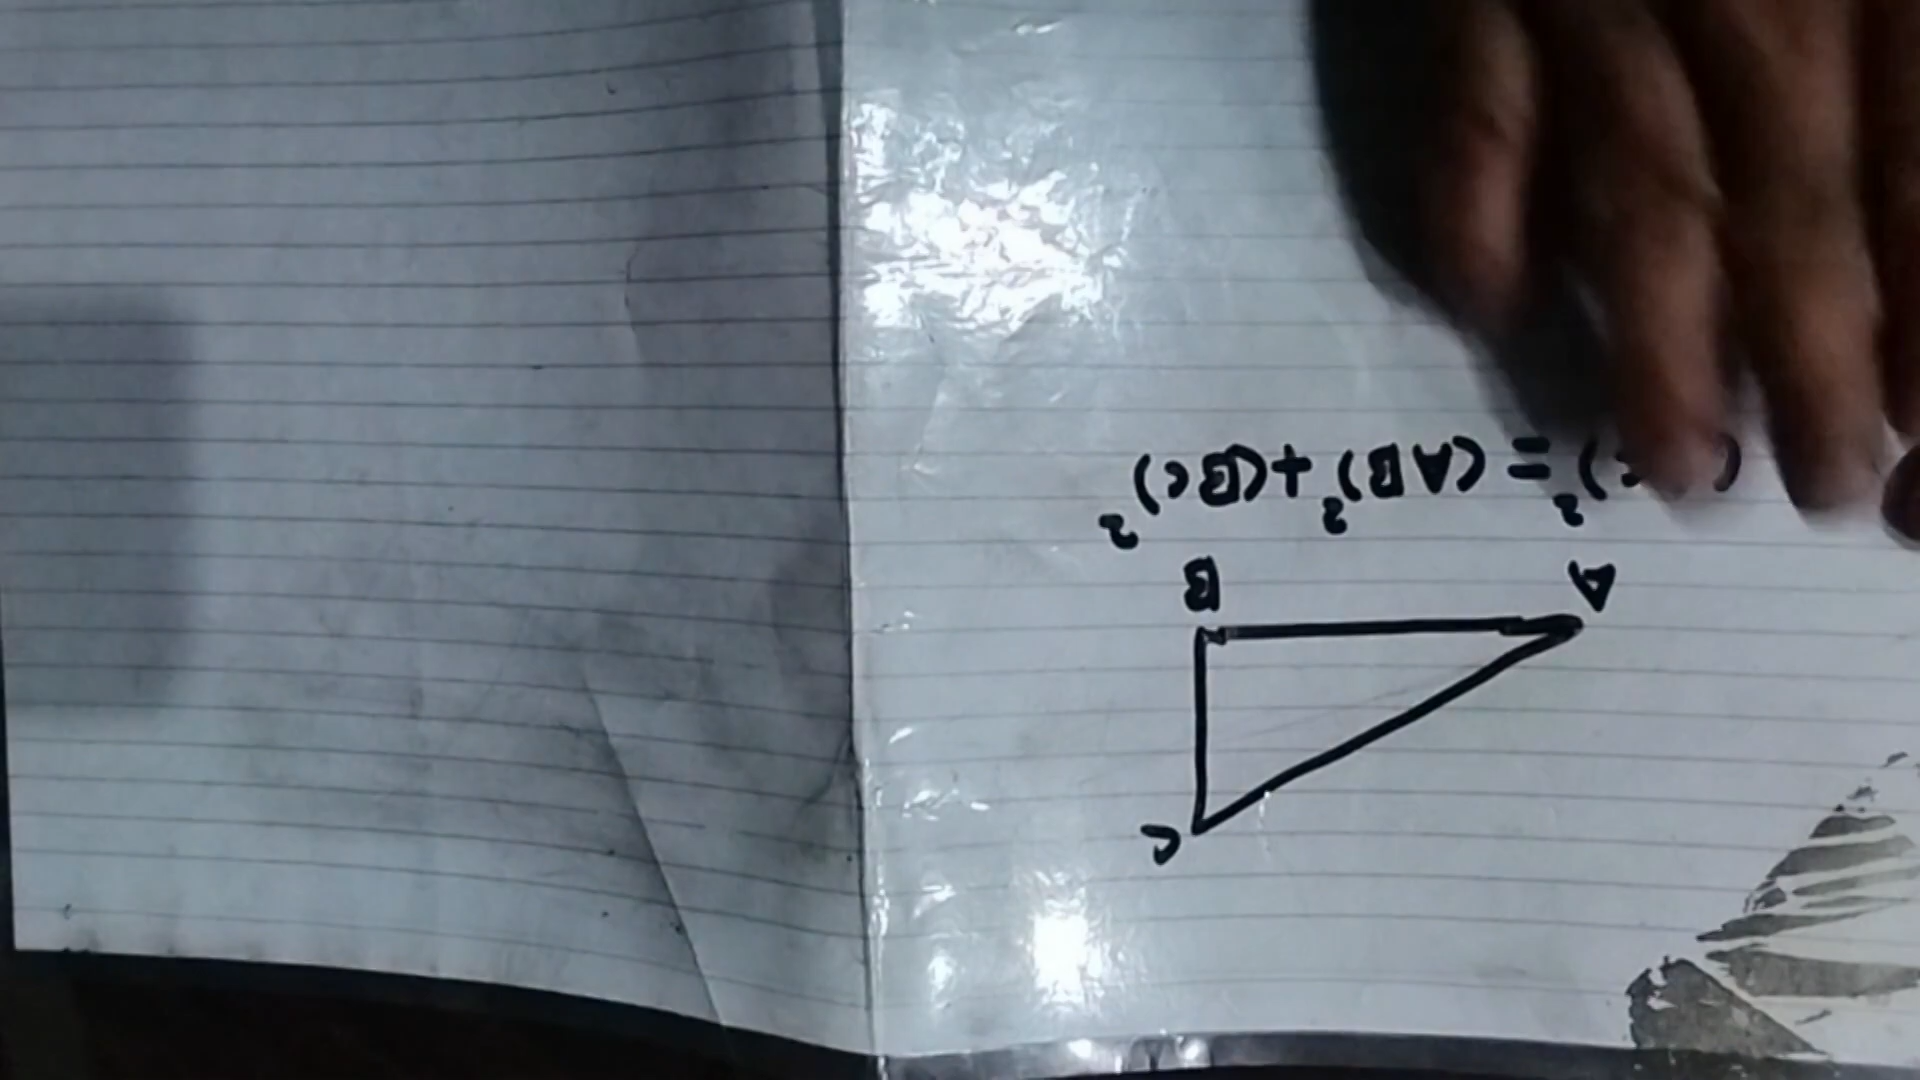 C
A B
( C)² = (AB)² + (BC)²